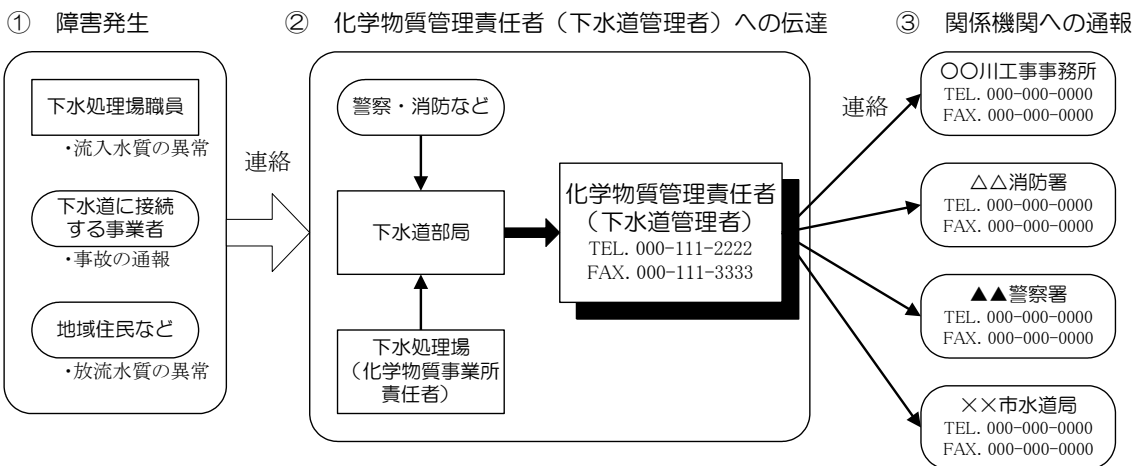 ① 障害発生
② 化学物質管理責任者（下水道管理者）への伝達
③ 関係機関への通報
下水処理場職員
・流入水質の異常
下水道に接続
する事業者
・事故の通報
地域住民など
・放流水質の異常
連絡
警察・消防など
下水道部局
下水処理場
（化学物質事業所
責任者）
化学物質管理責任者
（下水道管理者）
TEL. 000-111-2222
FAX. 000-111-3333
連絡
〇〇川工事事務所
TEL. 000-000-0000
FAX. 000-000-0000
△△消防署
TEL. 000-000-0000
FAX. 000-000-0000
▲▲警察署
TEL. 000-000-0000
FAX. 000-000-0000
××市水道局
TEL. 000-000-0000
FAX. 000-000-0000